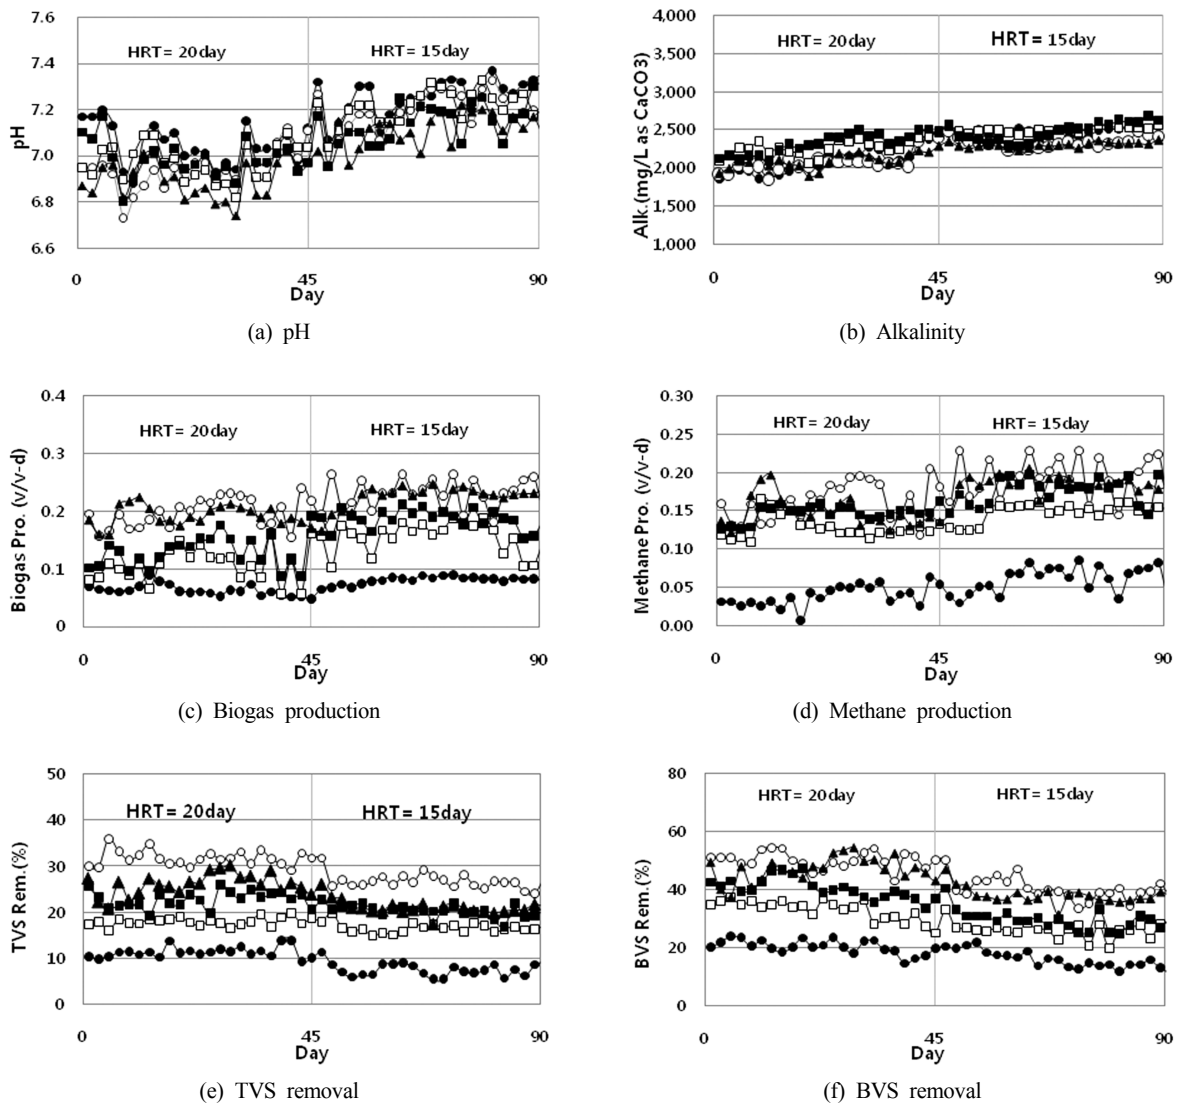 7.6
7.4
7.2
7.0
6.8
6.6
pH
HRT= 20day
HRT= 15day
0
45
90
Day
(a) pH
4,000
3,500
3,000
2,500
2,000
1,500
1,000
Alk.(mg/L as CaCO3)
HRT= 20day
HRT= 15day
0
45
90
Day
(b) Alkalinity
0.4
0.3
0.2
0.1
0
Biogas Pro. (v/v-d)
HRT= 20day
HRT= 15day
0
45
90
Day
(c) Biogas production
0.30
0.25
0.20
0.15
0.10
0.05
0.00
Methane Pro. (v/v-d)
HRT= 20day
HRT= 15day
0
45
90
Day
(d) Methane production
50
40
30
20
10
0
TVS Rem.(%)
HRT= 20day
HRT= 15day
0
45
90
Day
(e) TVS removal
80
60
40
20
0
BVS Rem.(%)
HRT= 20day
HRT= 15day
0
45
90
Day
(f) BVS removal